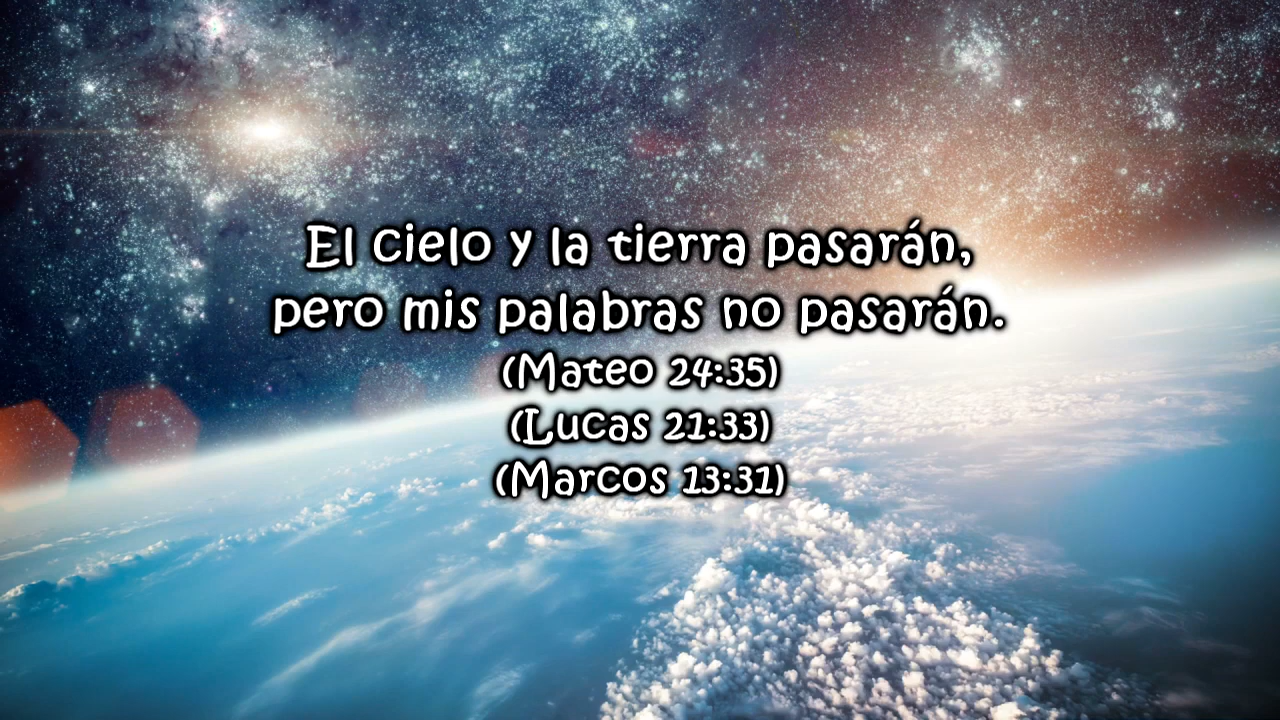 El cielo y la tierra pasarán,
pero mis palabras no pasarán.
(Mateo 24:35)
(Lucas 21:33)
(Marcos 13:31)